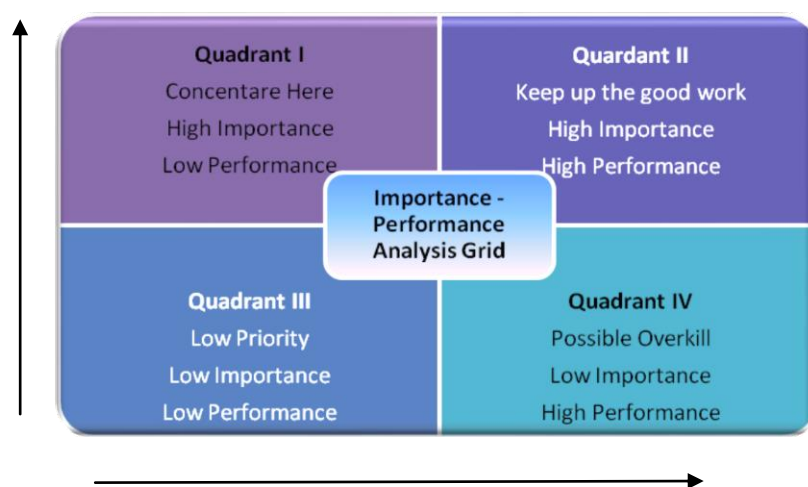 Quadrant I
Concentare Here
High Importance
Low Performance
Quardant II
Keep up the good work
High Importance
High Performance
Importance -
Performance
Analysis Grid
Quadrant III
Low Priority
Low Importance
Low Performance
Quadrant IV
Possible Overkill
Low Importance
High Performance